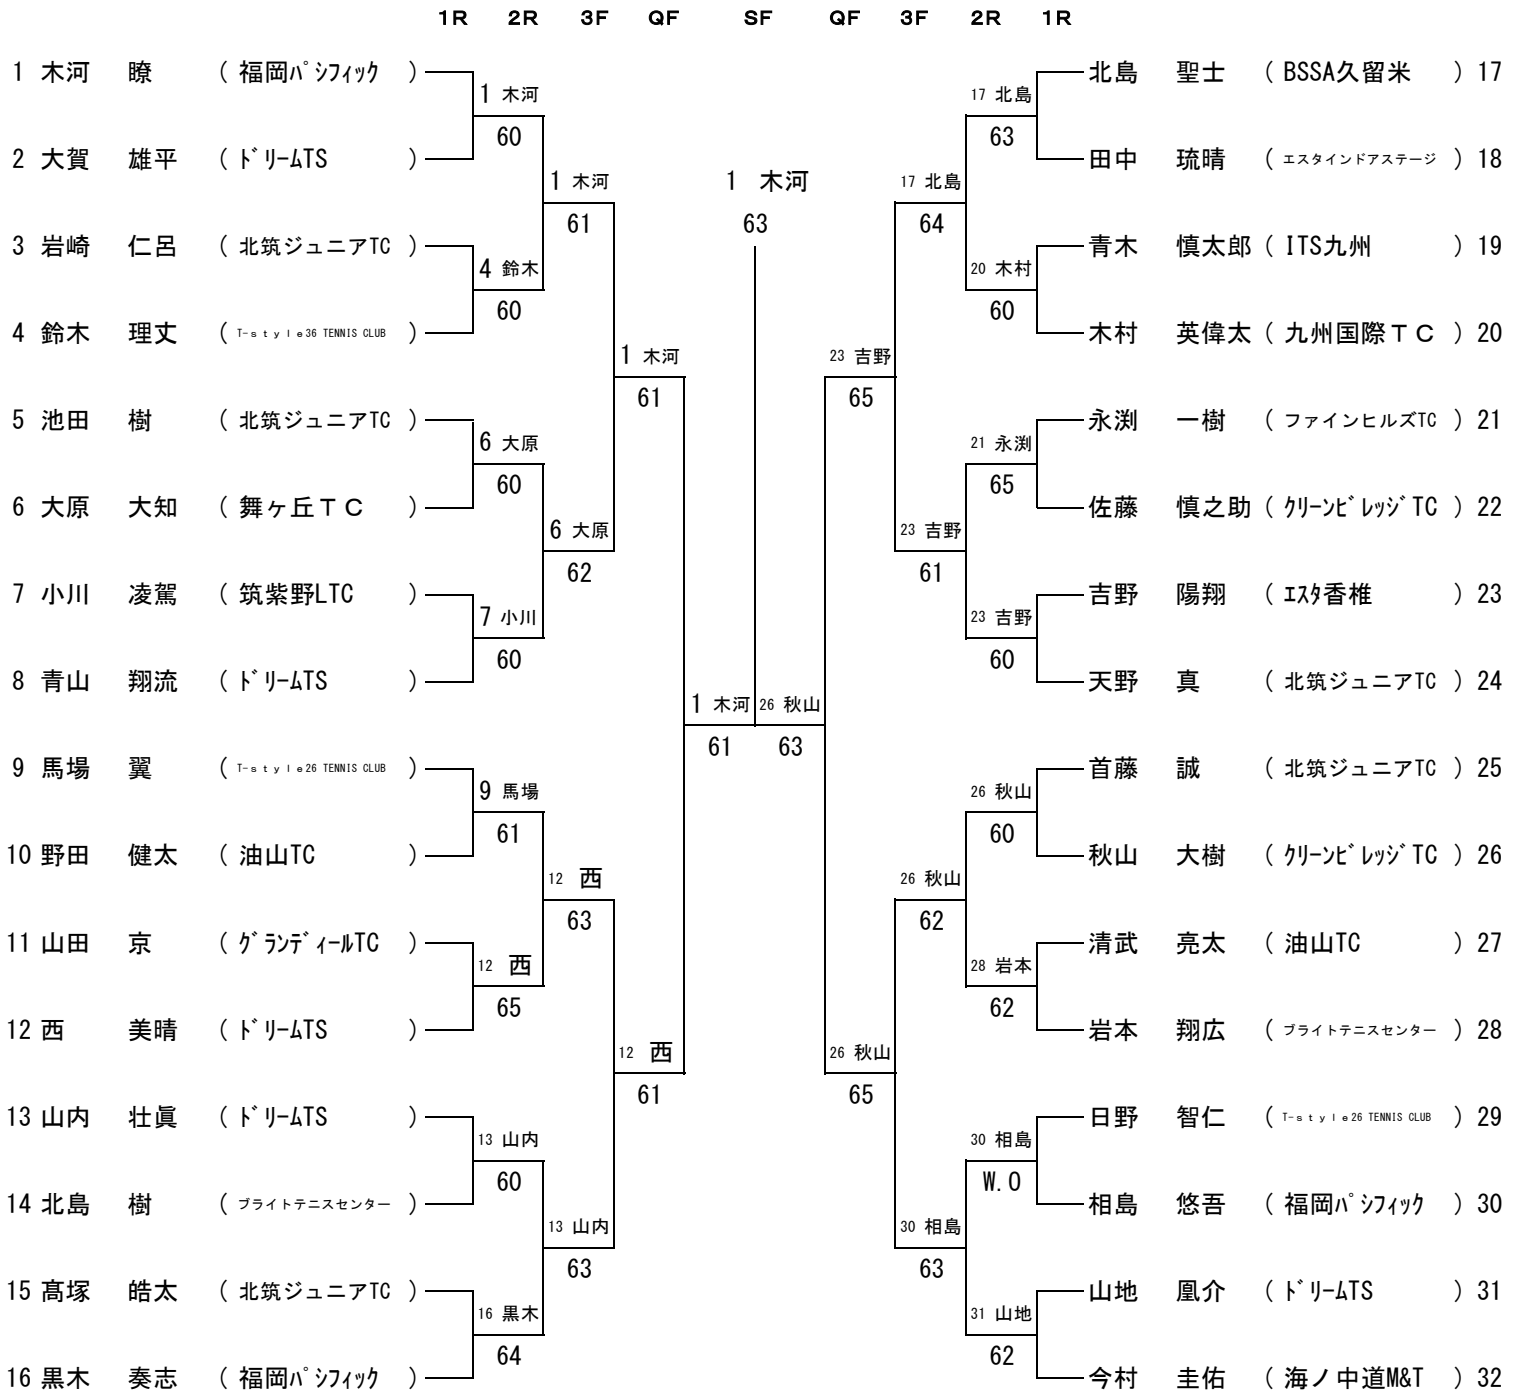 1R 2R 3F QF SF QF 3F 2R 1R
1 木河 瞭 ( 福岡パシフィック ) 北島 聖士 ( BSSA久留米 ) 17
1 木河 17 北島
60 63
2 大賀 雄平 ( ドリームTS ) 田中 琉晴 ( エスタインドアステージ ) 18
1 木河 1 木河 17 北島
61 63 64
3 岩崎 仁呂 ( 北筑ジュニアTC ) 青木 慎太郎 ( ITS九州 ) 19
4 鈴木 20 木村
60 60
4 鈴木 理丈 ( T-style36 TENNIS CLUB ) 木村 英偉太 ( 九州国際TC ) 20
1 木河 23 吉野
61 65
5 池田 樹 ( 北筑ジュニアTC ) 永渕 一樹 ( ファインヒルズTC ) 21
6 大原 21 永渕
60 65
6 大原 大知 ( 舞ヶ丘TC ) 佐藤 慎之助 ( クリーンビレッジTC ) 22
6 大原 23 吉野
62 61
7 小川 凌駕 ( 筑紫野LTC ) 吉野 陽翔 ( エスタ香椎 ) 23
7 小川 23 吉野
60 60
8 青山 翔流 ( ドリームTS ) 天野 真 ( 北筑ジュニアTC ) 24
1 木河 26 秋山
61 63
9 馬場 翼 ( T-style26 TENNIS CLUB ) 首藤 誠 ( 北筑ジュニアTC ) 25
9 馬場 26 秋山
61 60
10 野田 健太 ( 油山TC ) 秋山 大樹 ( クリーンビレッジTC ) 26
12 西 26 秋山
63 62
11 山田 京 ( グランディールTC ) 清武 亮太 ( 油山TC ) 27
12 西 28 岩本
65 62
12 西 美晴 ( ドリームTS ) 岩本 翔広 ( ブライトテニスセンター ) 28
12 西 26 秋山
61 65
13 山内 壮眞 ( ドリームTS ) 日野 智仁 ( T-style26 TENNIS CLUB ) 29
13 山内 30 相島
60 W.O
14 北島 樹 ( ブライトテニスセンター ) 相島 悠吾 ( 福岡パシフィック ) 30
13 山内 30 相島
63 63
15 髙塚 皓太 ( 北筑ジュニアTC ) 山地 凰介 ( ドリームTS ) 31
16 黒木 31 山地
64 62
16 黒木 奏志 ( 福岡パシフィック ) 今村 圭佑 ( 海ノ中道M&T ) 32